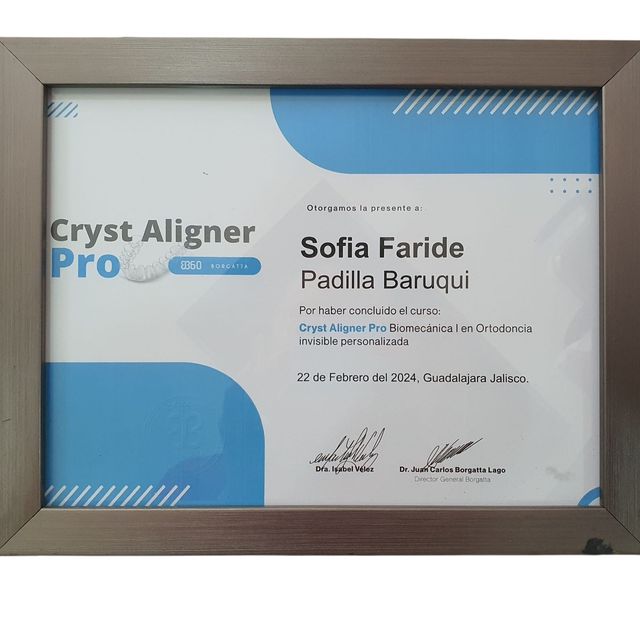 Cryst Aligner
Pro
BORGATTA
Otorgamos la presente a:
Sofia Faride
Padilla Baruqui
Por haber concluido el curso:
Cryst Aligner Pro Biomecánica I en Ortodoncia
invisible personalizada
22 de Febrero del 2024, Guadalajara Jalisco.
Dra. Isabel Vélez
Dr. Juan Carlos Borgatta Lago
Director General Borgatta